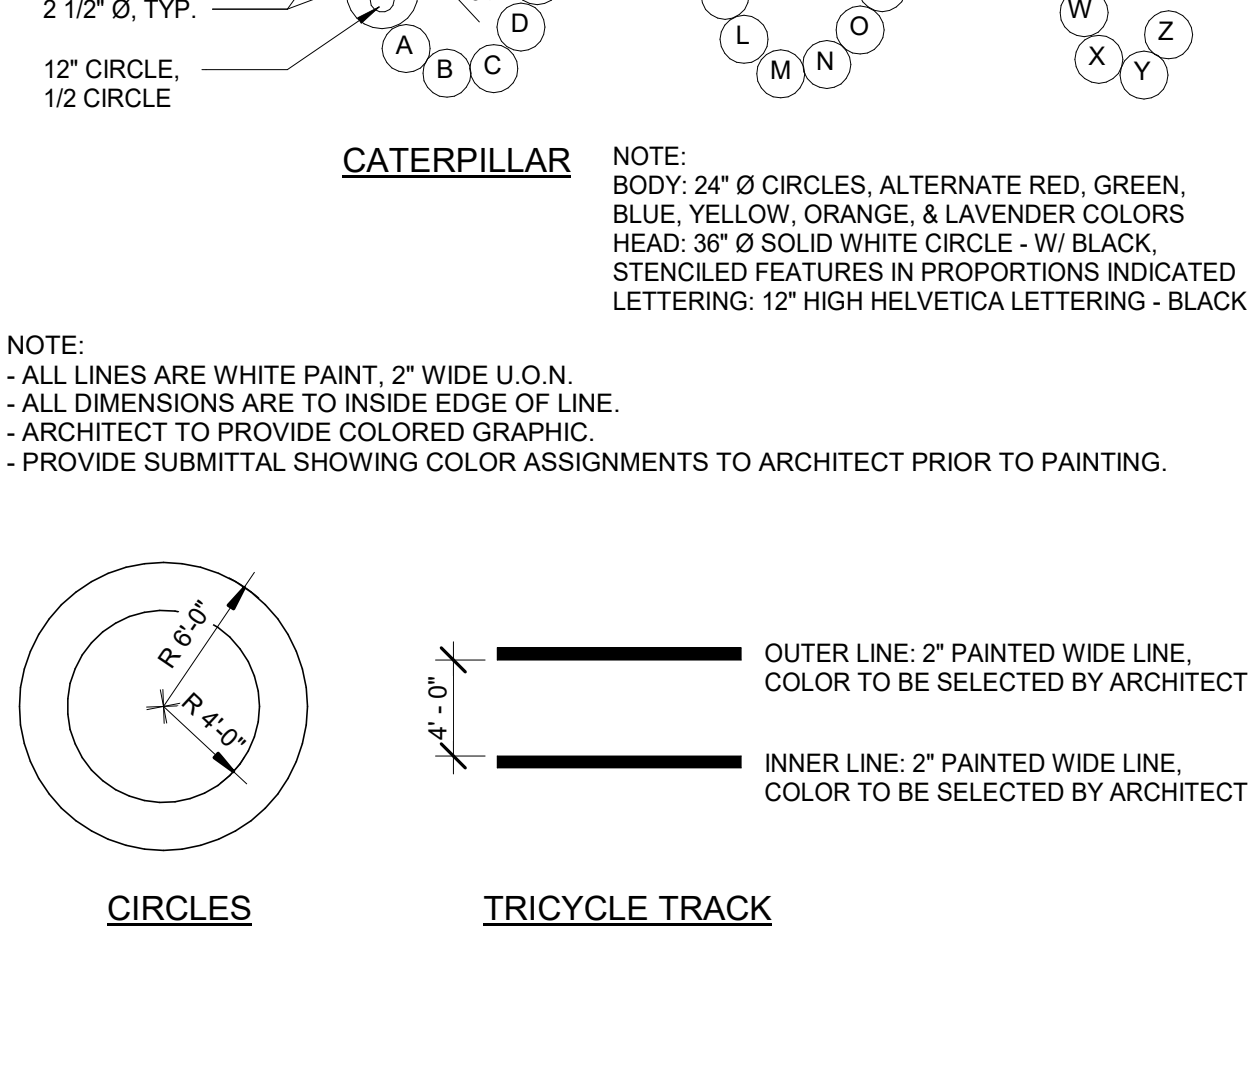 2 1/2" Ø, TYP.
12" CIRCLE,
1/2 CIRCLE
A
B
C
D
L
M
N
O
W
X
Y
Z
CATERPILLAR
NOTE:
BODY: 24" Ø CIRCLES, ALTERNATE RED, GREEN,
BLUE, YELLOW, ORANGE, & LAVENDER COLORS
HEAD: 36" Ø SOLID WHITE CIRCLE - W/ BLACK,
STENCILED FEATURES IN PROPORTIONS INDICATED
LETTERING: 12" HIGH HELVETICA LETTERING - BLACK
NOTE:
- ALL LINES ARE WHITE PAINT, 2" WIDE U.O.N.
- ALL DIMENSIONS ARE TO INSIDE EDGE OF LINE.
- ARCHITECT TO PROVIDE COLORED GRAPHIC.
- PROVIDE SUBMITTAL SHOWING COLOR ASSIGNMENTS TO ARCHITECT PRIOR TO PAINTING.
R 6'-0"
R 4'-0"
CIRCLES
4' - 0"
OUTER LINE: 2" PAINTED WIDE LINE,
COLOR TO BE SELECTED BY ARCHITECT
INNER LINE: 2" PAINTED WIDE LINE,
COLOR TO BE SELECTED BY ARCHITECT
TRICYCLE TRACK